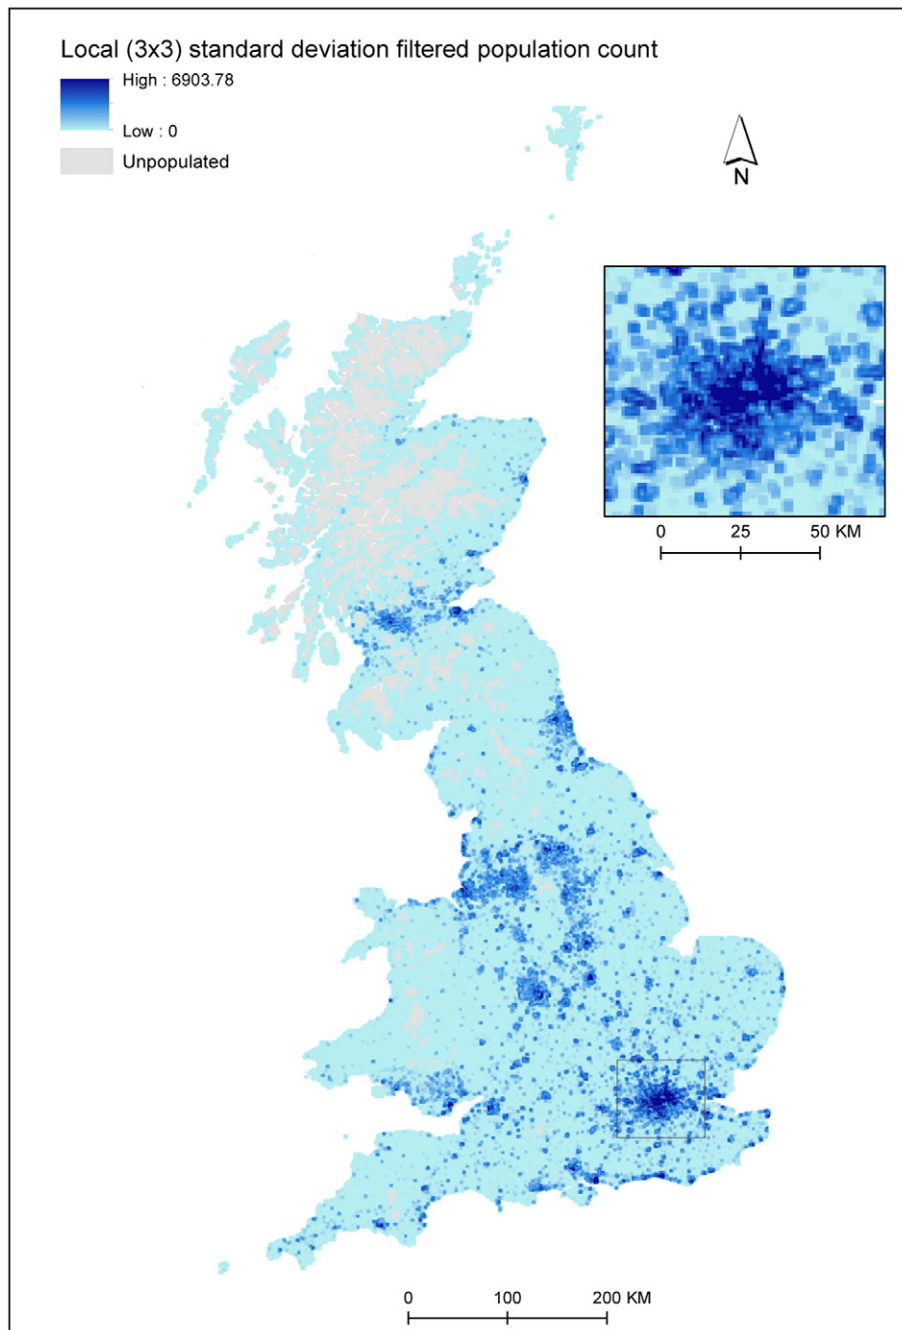 Local (3x3) standard deviation filtered population count
High : 6903.78
Low : 0
Unpopulated
N
0 25 50 KM
0 100 200 KM